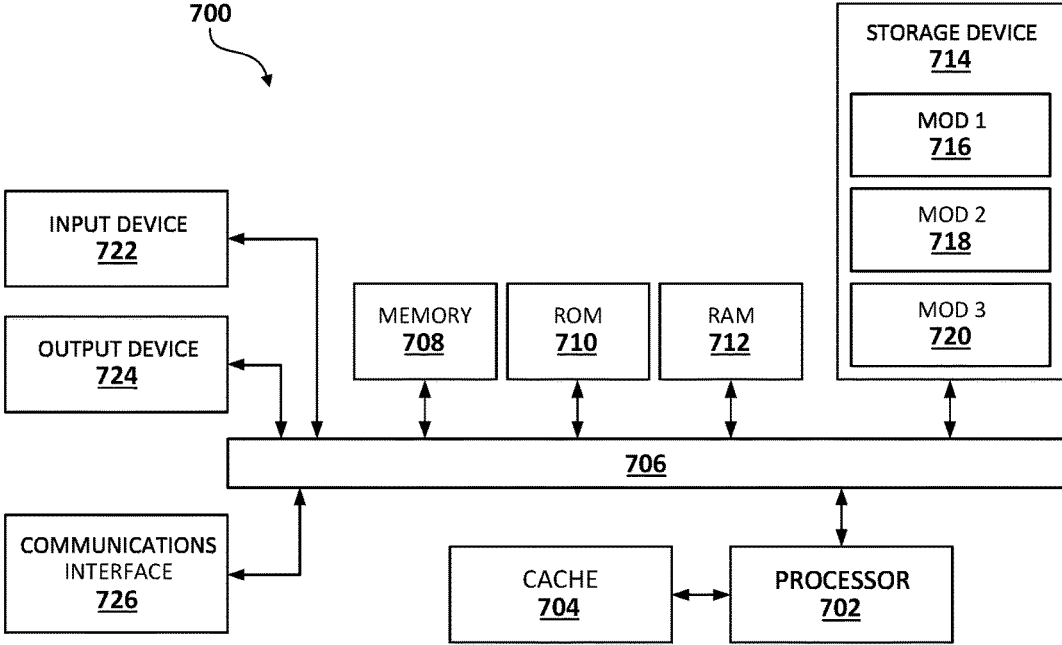 700
STORAGE DEVICE
714
MOD 1
716
MOD 2
718
MOD 3
720
INPUT DEVICE
722
OUTPUT DEVICE
724
MEMORY
708
ROM
710
RAM
712
706
COMMUNICATIONS
INTERFACE
726
CACHE
704
PROCESSOR
702